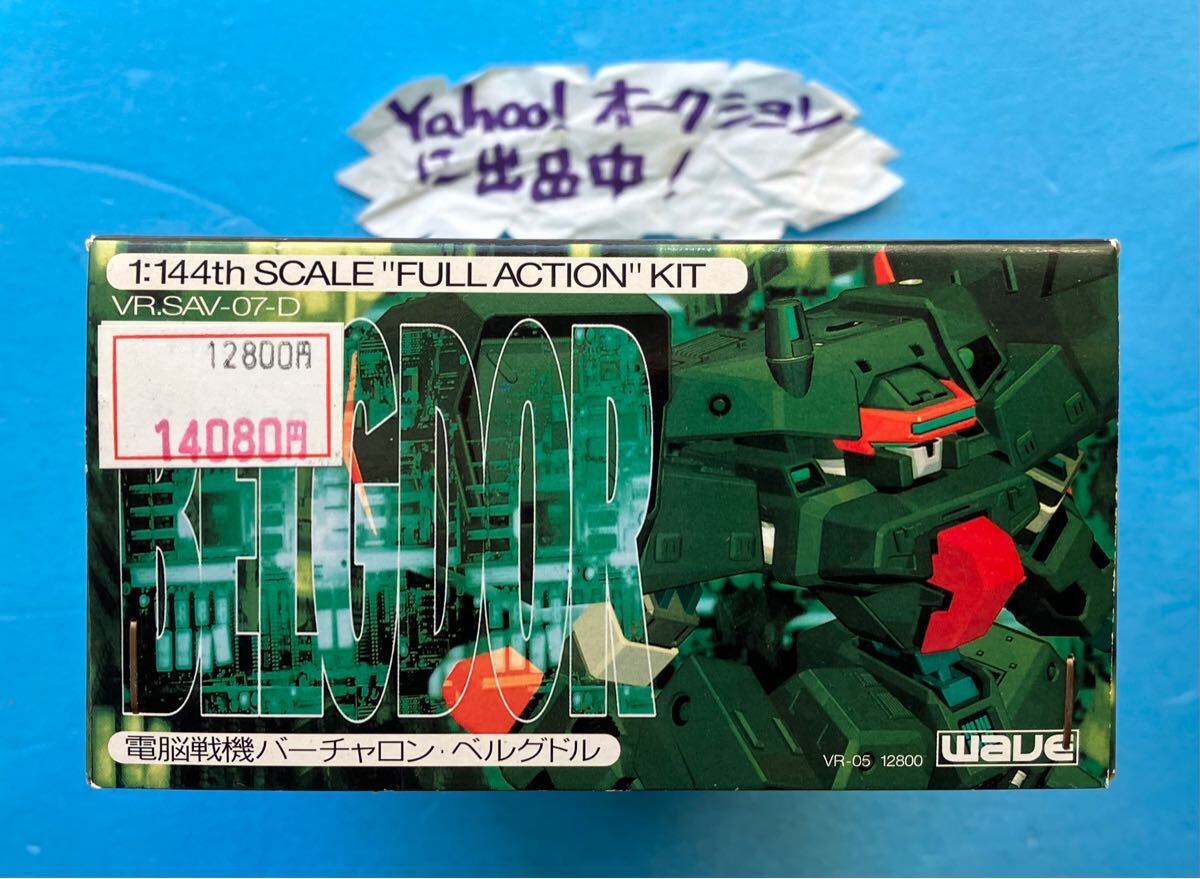 Yahoo! オークション
に出品中!
1:144th SCALE "FULL ACTION" KIT
VR.SAV-07-D
12800円
14080円
BELGDOR
電脳戦機バーチャロン・ベルグドル
VR-05 12800
wave